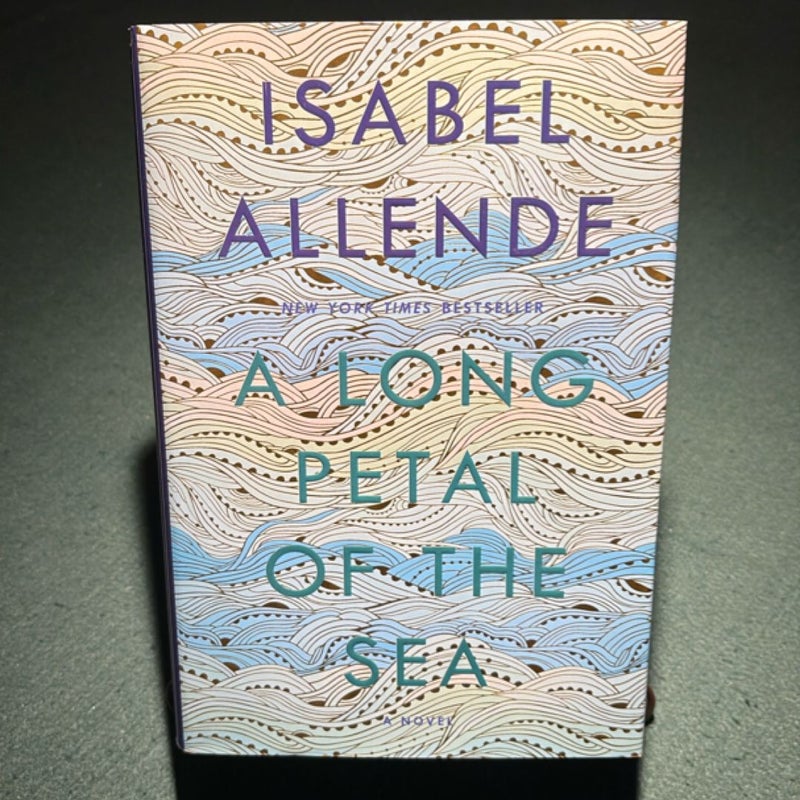 ISABEL
ALLENDE
NEW YORK TIMES BESTSELLER
A LONG
PETAL
OF THE
SEA
A NOVEL